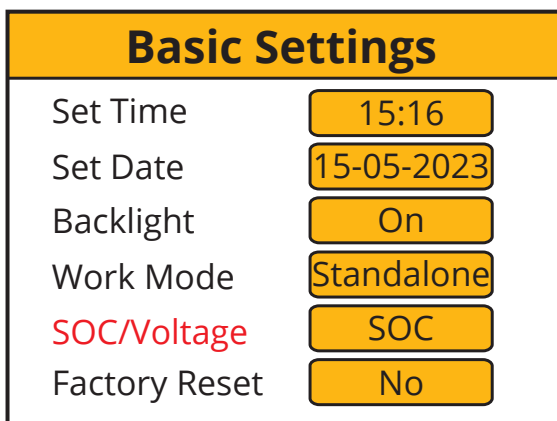 Basic Settings
Set Time 15:16
Set Date 15-05-2023
Backlight On
Work Mode Standalone
SOC/Voltage SOC
Factory Reset No